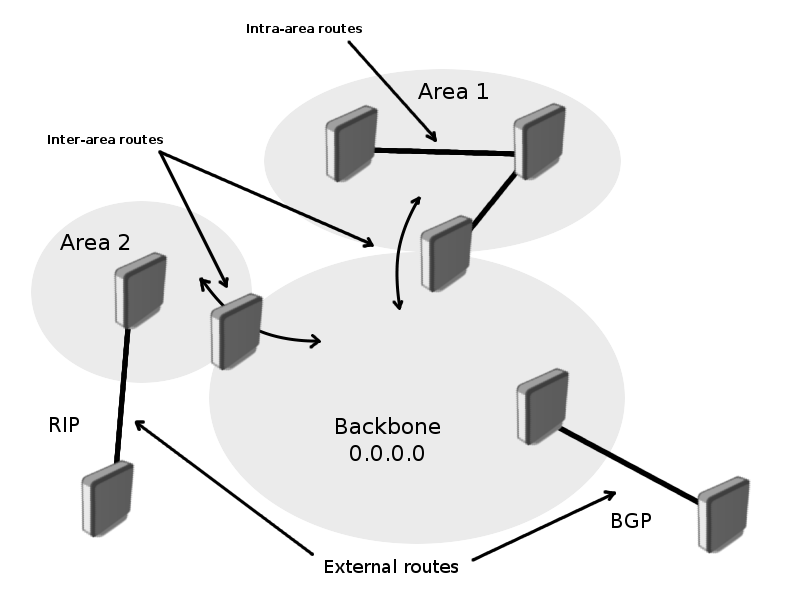 Intra-area routes
Area 1
Inter-area routes
Area 2
RIP
Backbone
0.0.0.0
BGP
External routes